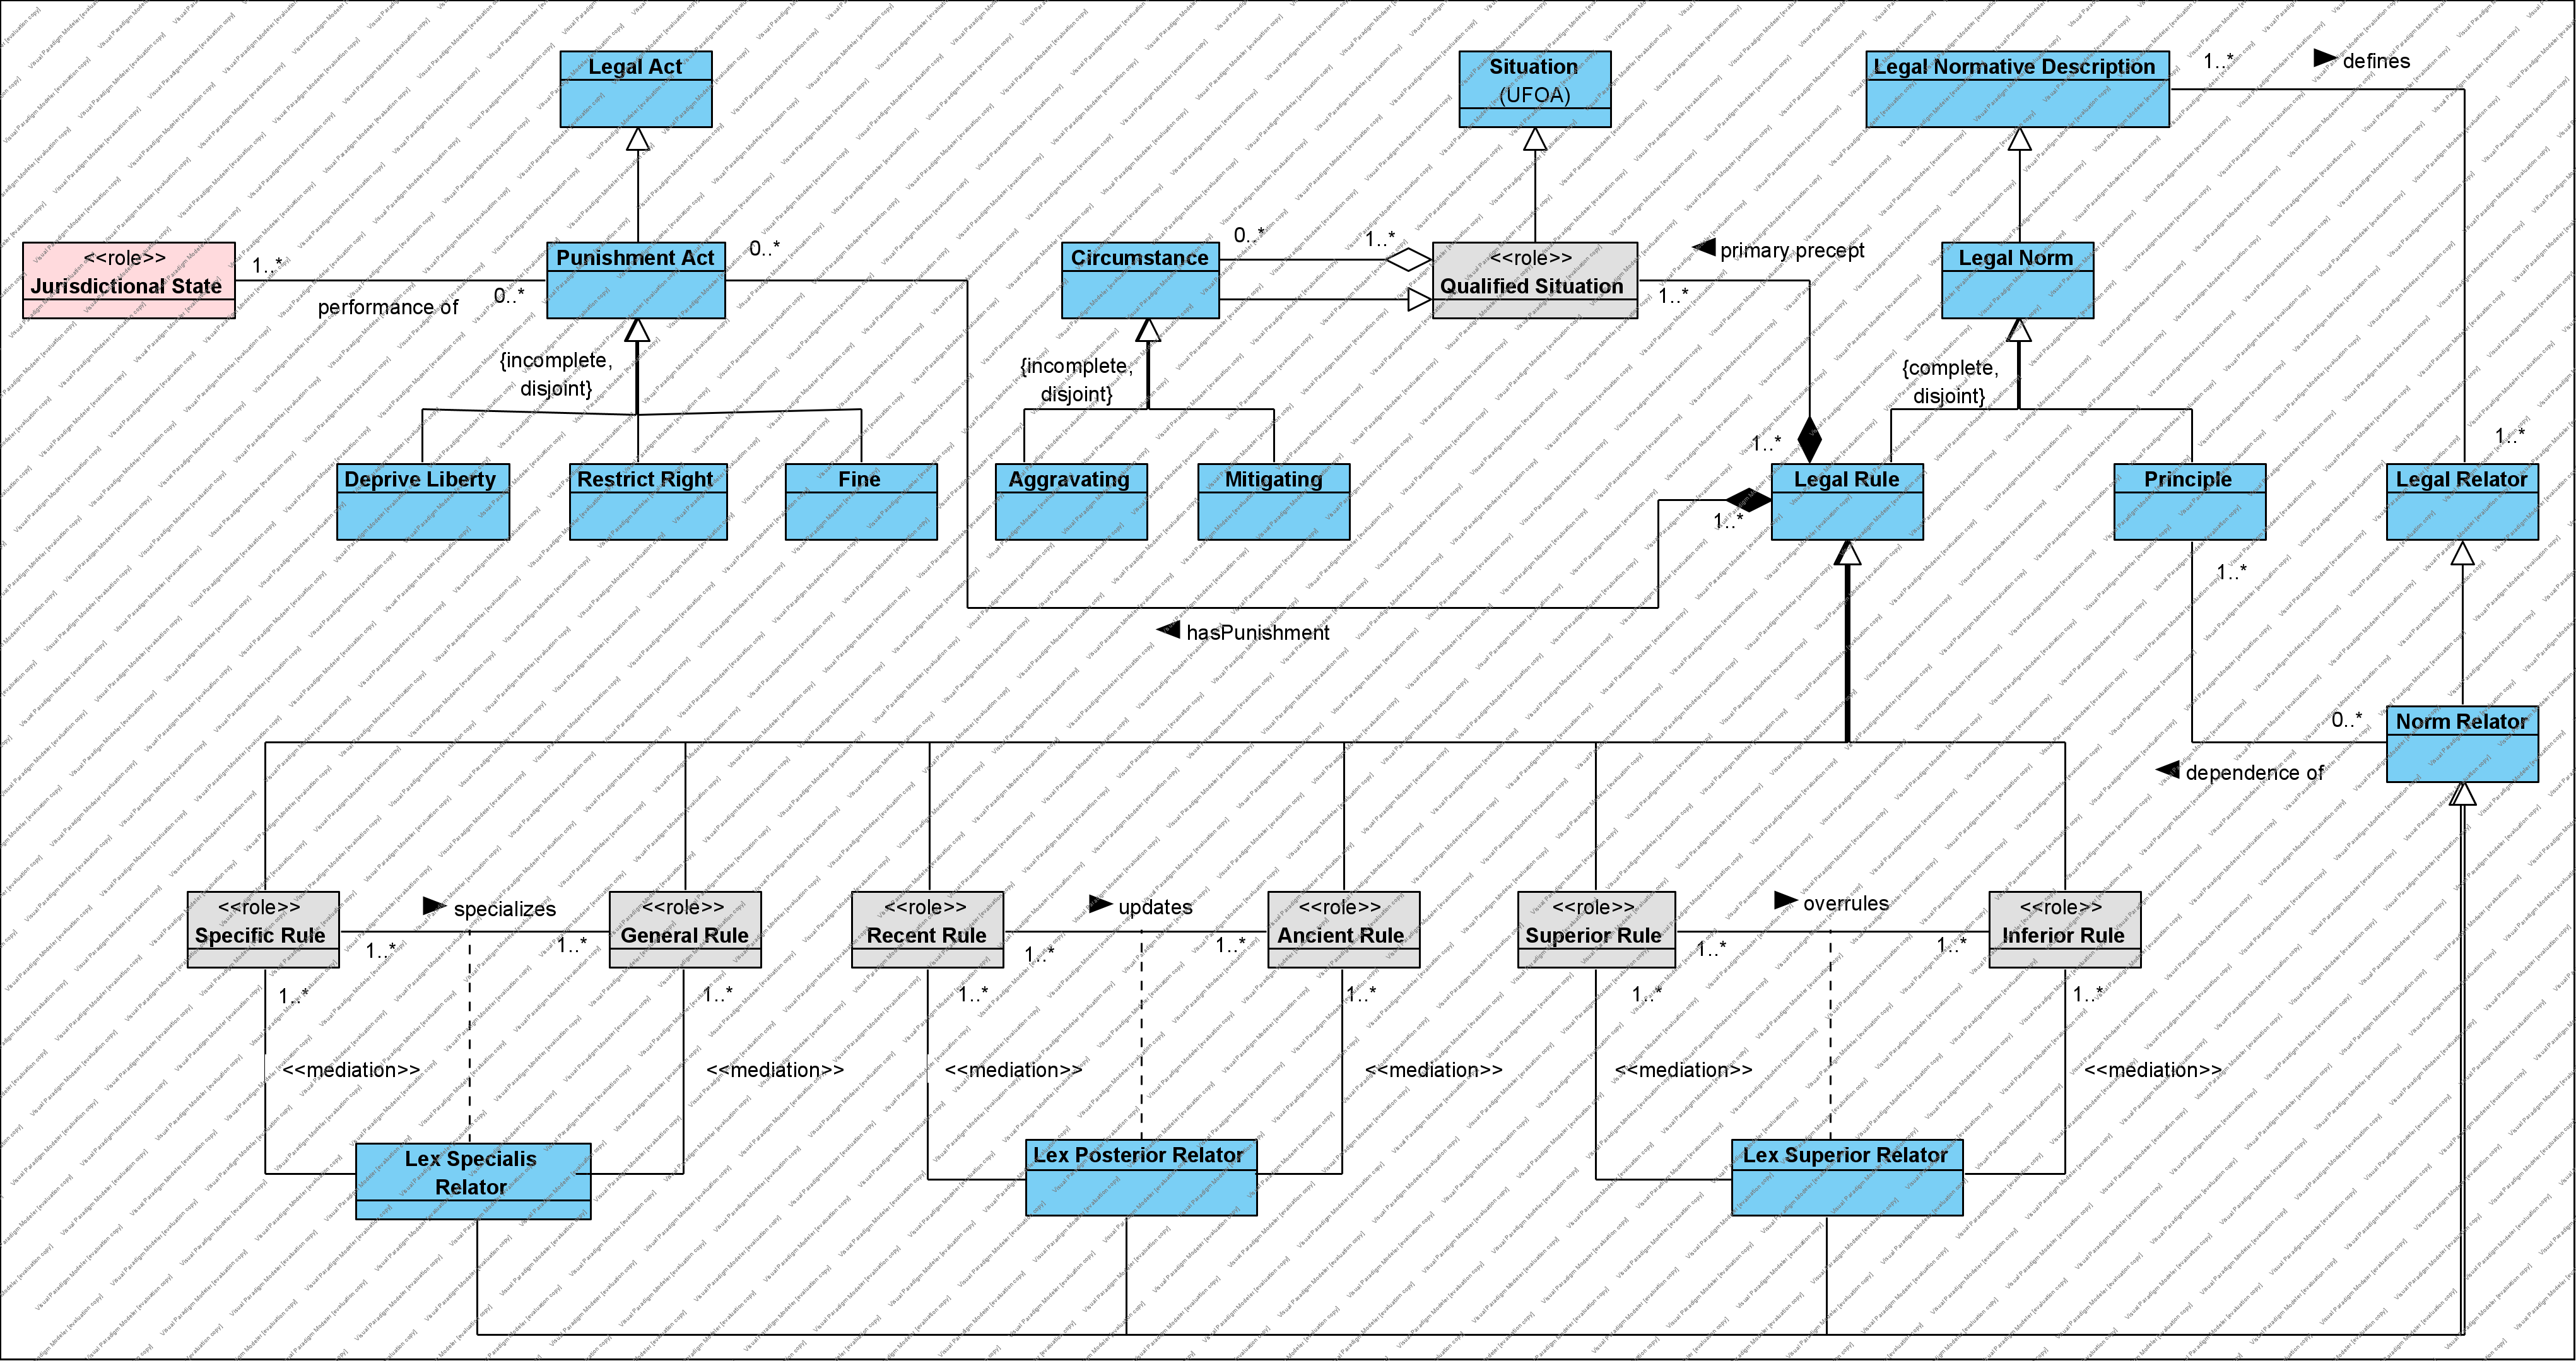 Legal Act
Situation
(UFOA)
Legal Normative Description
1..*
defines
<<role>>
Jurisdictional State
1..*
performance of
0..*
Punishment Act
0..*
Circumstance
0..*
1..*
<<role>>
Qualified Situation
primary precept
1..*
Legal Norm
{incomplete,
disjoint}
{incomplete,
disjoint}
{complete,
disjoint}
1..*
1..*
Deprive Liberty
Restrict Right
Fine
Aggravating
Mitigating
Legal Rule
1..*
Principle
Legal Relator
1..*
hasPunishment
0..*
Norm Relator
dependence of
<<role>>
Specific Rule
specializes
1..*
1..*
<<role>>
General Rule
<<role>>
Recent Rule
updates
1..*
1..*
<<role>>
Ancient Rule
<<role>>
Superior Rule
overrules
1..*
1..*
<<role>>
Inferior Rule
1..*
1..*
1..*
1..*
1..*
1..*
<<mediation>>
<<mediation>>
<<mediation>>
<<mediation>>
<<mediation>>
<<mediation>>
Lex Specialis
Relator
Lex Posterior Relator
Lex Superior Relator
Visual Paradigm Modeler [evaluation copy]